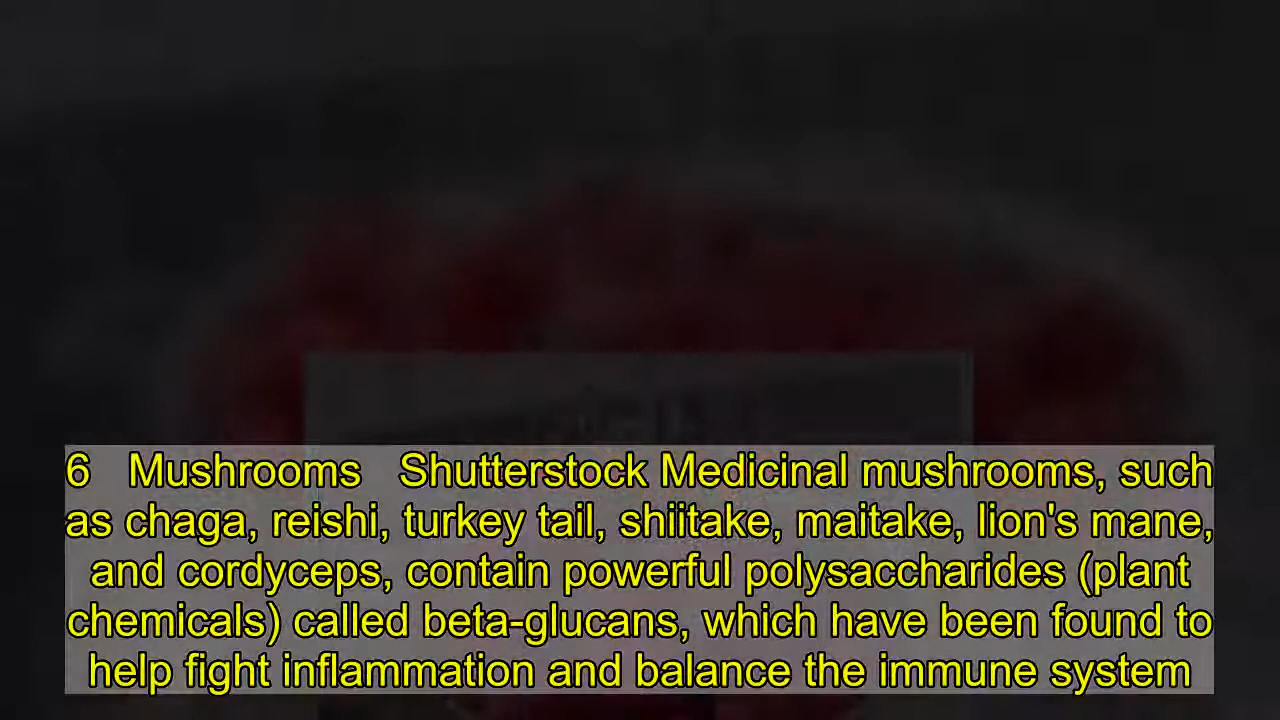 6 Mushrooms Shutterstock Medicinal mushrooms, such
as chaga, reishi, turkey tail, shiitake, maitake, lion's mane,
and cordyceps, contain powerful polysaccharides (plant
chemicals) called beta-glucans, which have been found to
help fight inflammation and balance the immune system